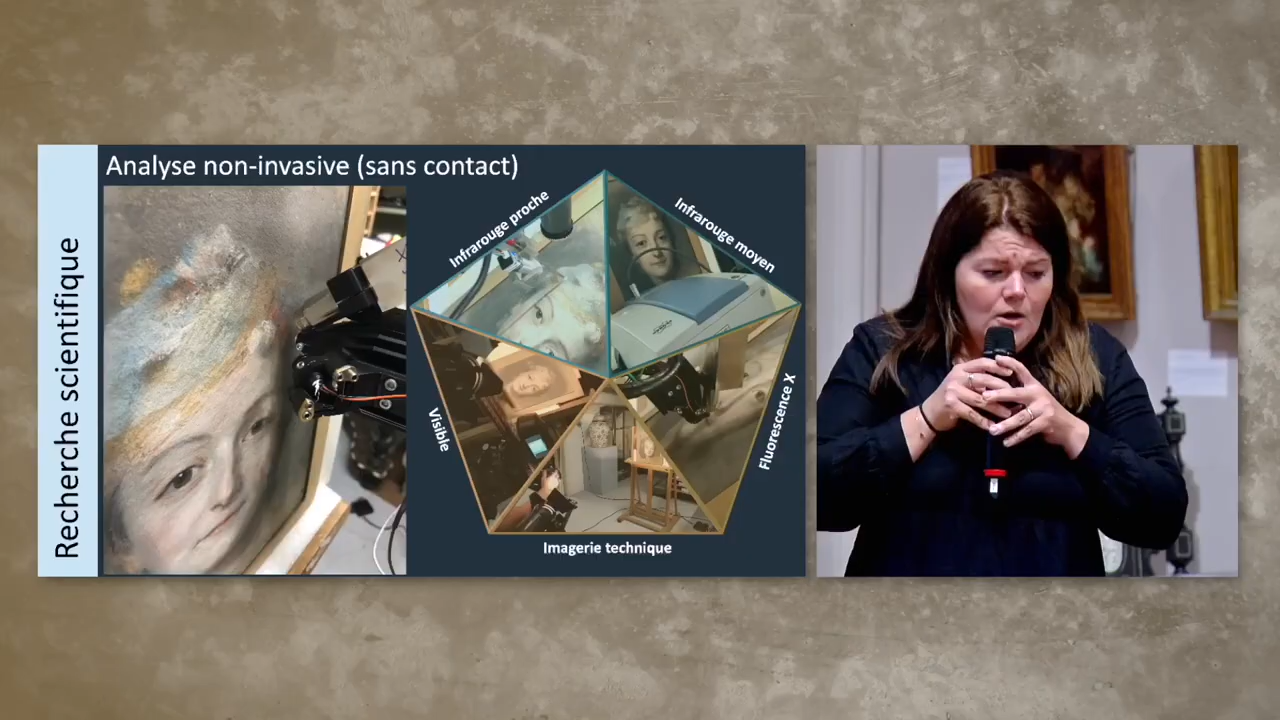 Analyse non-invasive (sans contact)
Recherche scientifique
Infrarouge proche
Infrarouge moyen
Visible
Fluorescence X
Imagerie technique